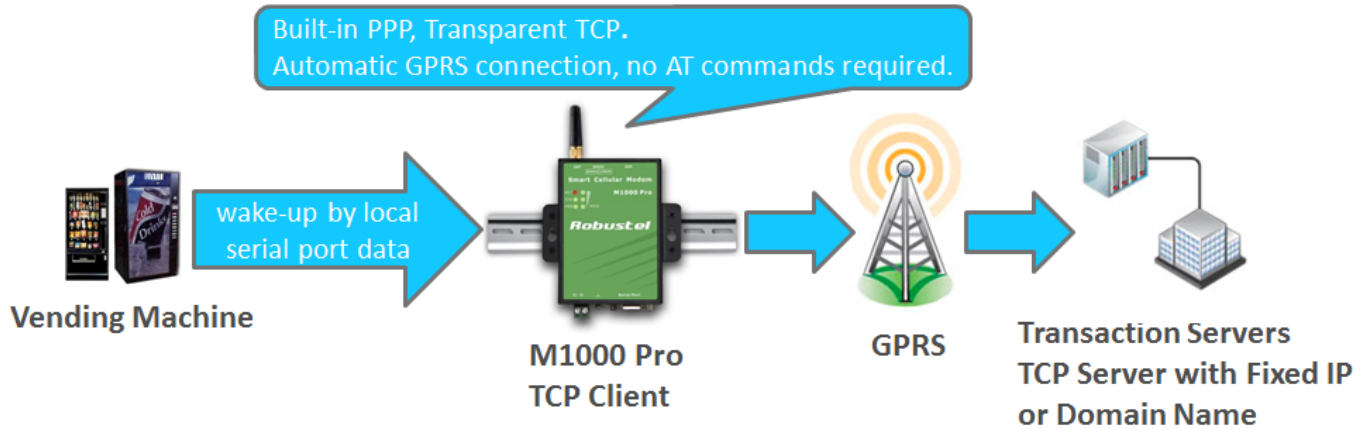 Built-in PPP, Transparent TCP.
Automatic GPRS connection, no AT commands required.
wake-up by local
serial port data
Cold
Drinks
Smart Cellular Modem
M1000 Pro
Robustel
Vending Machine
M1000 Pro
TCP Client
GPRS
Transaction Servers
TCP Server with Fixed IP
or Domain Name